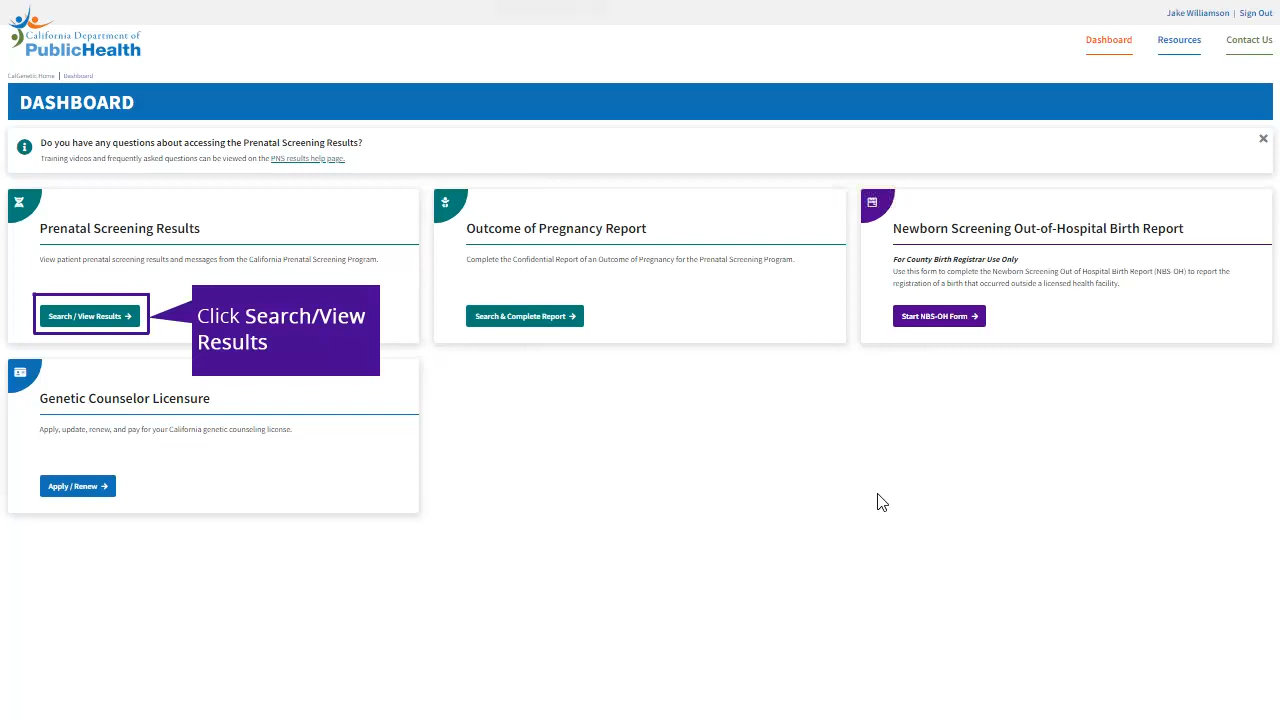 Jake Williamson | Sign Out
California Department of
PublicHealth
Dashboard Resources Contact Us
CalGenetic Home | Dashboard
DASHBOARD
Do you have any questions about accessing the Prenatal Screening Results?
Training videos and frequently asked questions can be viewed on the PNS results help page.
Prenatal Screening Results
View patient prenatal screening results and messages from the California Prenatal Screening Program.
Search / View Results →
Click Search/View
Results
Outcome of Pregnancy Report
Complete the Confidential Report of an Outcome of Pregnancy for the Prenatal Screening Program.
Search & Complete Report →
Newborn Screening Out-of-Hospital Birth Report
For County Birth Registrar Use Only
Use this form to complete the Newborn Screening Out of Hospital Birth Report (NBS-OH) to report the
registration of a birth that occurred outside a licensed health facility.
Start NBS-OH Form →
Genetic Counselor Licensure
Apply, update, renew, and pay for your California genetic counseling license.
Apply / Renew →